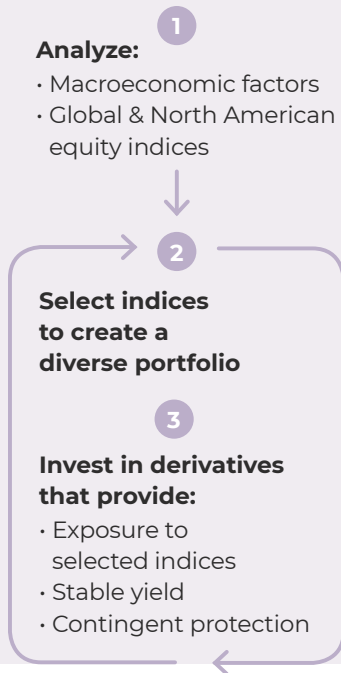 1
Analyze:
· Macroeconomic factors
· Global & North American
equity indices
2
Select indices
to create a
diverse portfolio
3
Invest in derivatives
that provide:
· Exposure to
selected indices
· Stable yield
· Contingent protection